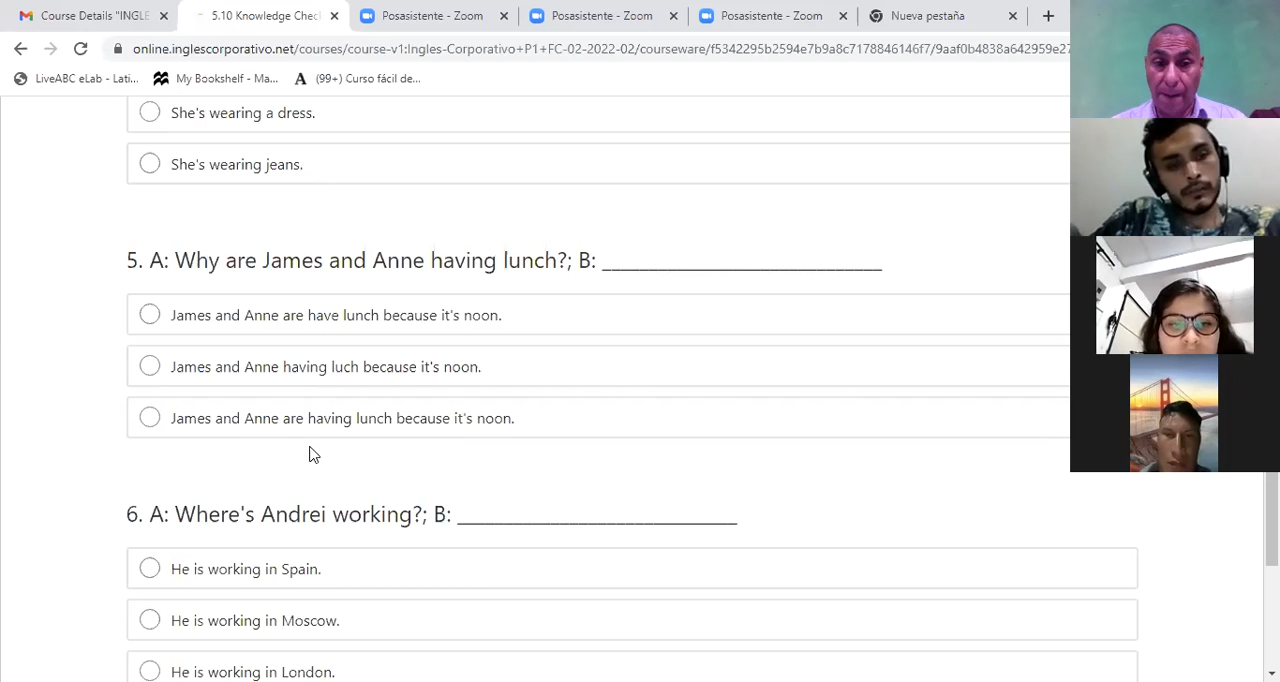 Course Details "INGLE
5.10 Knowledge Chec
Posasistente - Zoom
Posasistente - Zoom
Posasistente - Zoom
Nueva pestaña
online.inglescorporativo.net/courses/course-v1:Ingles-Corporativo+P1+FC-02-2022-02/courseware/f5342295b2594e7b9a8c7178846146f7/9aaf0b4838a642959e27
LiveABC eLab - Lati...
My Bookshelf - Ma...
(99+) Curso fácil de...
She's wearing a dress.
She's wearing jeans.
5. A: Why are James and Anne having lunch?; B: ____________________________
James and Anne are have lunch because it's noon.
James and Anne having luch because it's noon.
James and Anne are having lunch because it's noon.
6. A: Where's Andrei working?; B: ____________________________
He is working in Spain.
He is working in Moscow.
He is working in London.